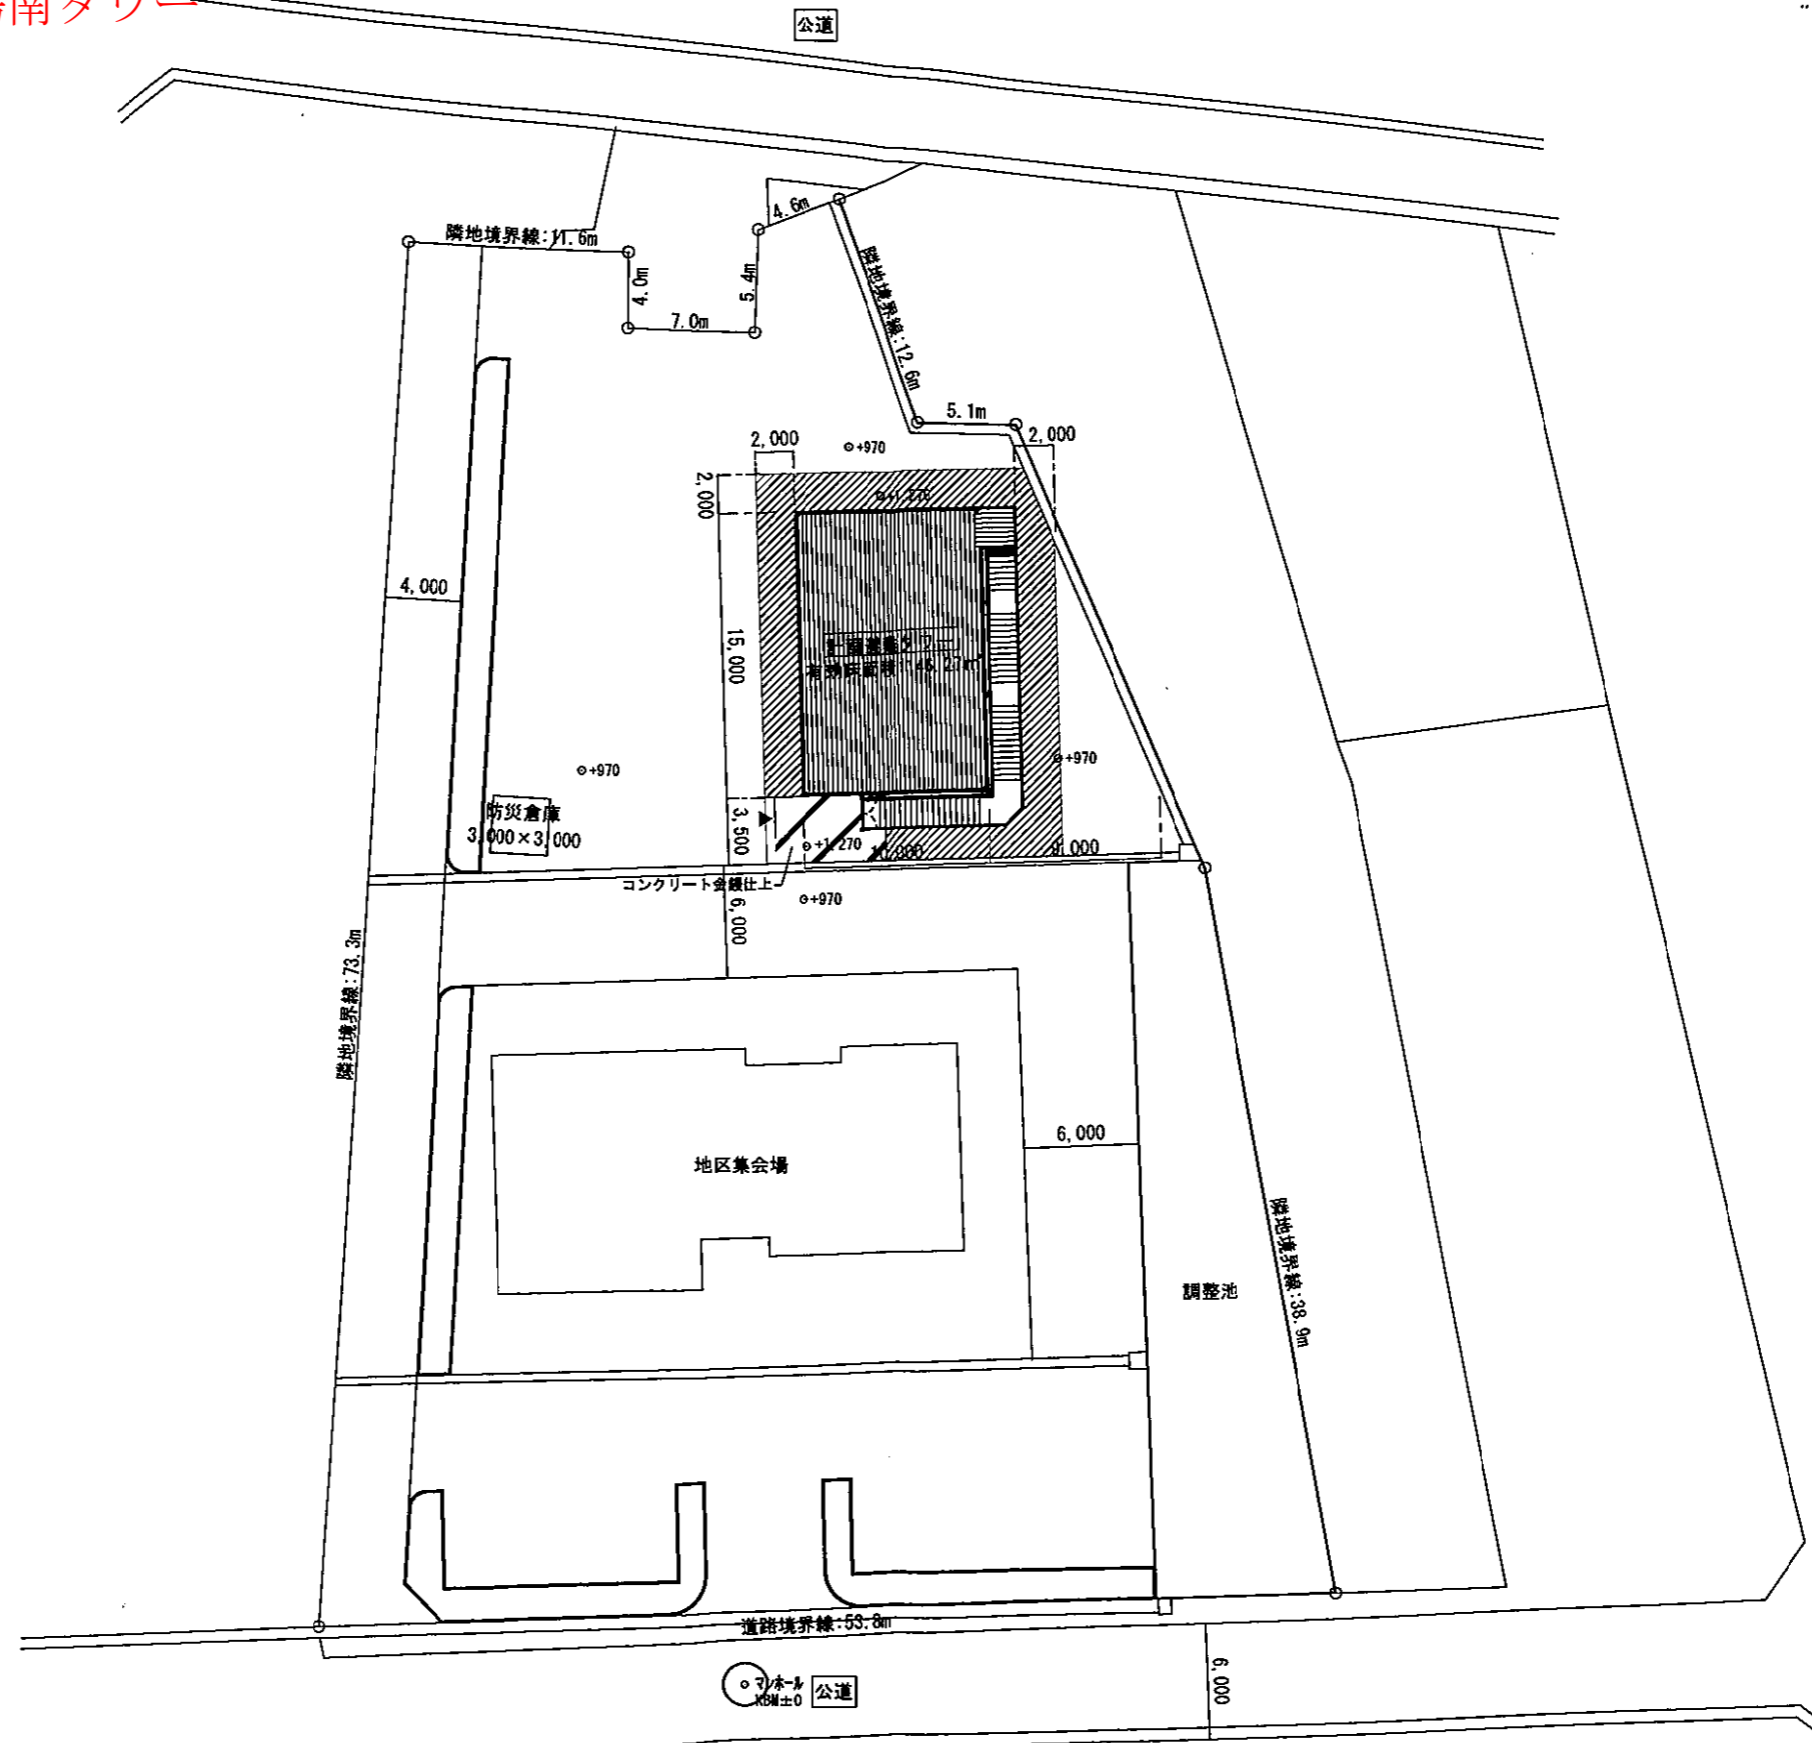 南タワー
公道
4.6m
隣地境界線:11.6m
4.0m
5.4m
7.0m
隣地境界線:12.6m
5.1m
2,000
2,000
+970
2,000
4,000
15,000
+970
+970
防災倉庫
3,000×3,000
3,500
+1,270
9,000
コンクリート金鏝仕上
+970
6,000
隣地境界線:73.3m
6,000
地区集会場
調整池
隣地境界線:38.9m
道路境界線:53.8m
マンホール
KBM±0
公道
6,000